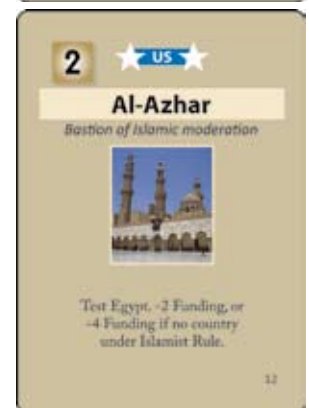 2
US
Al-Azhar
Bastion of Islamic moderation
Test Egypt. -2 Funding, or
-4 Funding if no country
under Islamist Rule.
12